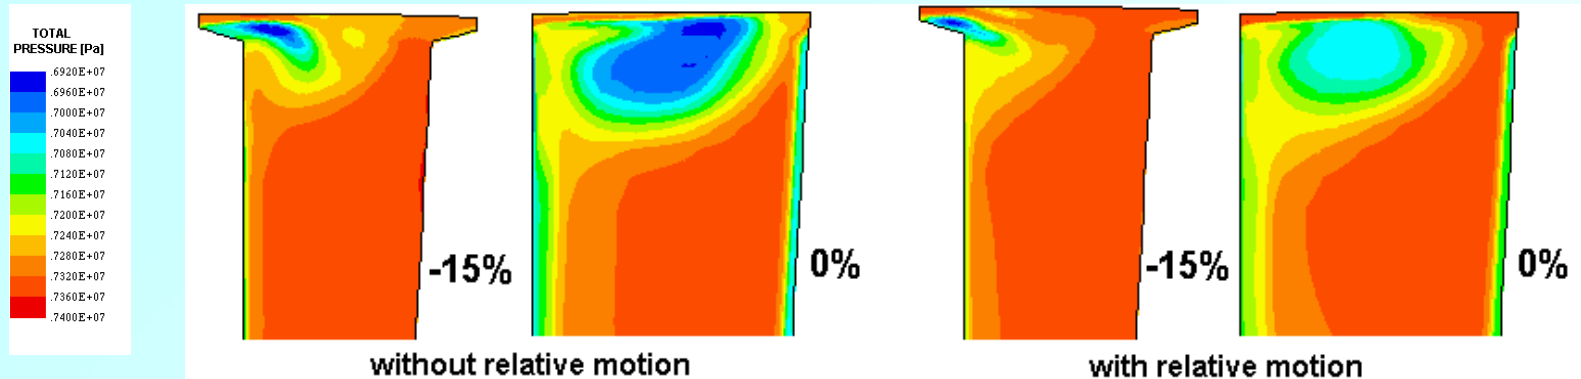 TOTAL
PRESSURE [Pa]
.6920E+07
.6960E+07
.7000E+07
.7040E+07
.7080E+07
.7120E+07
.7160E+07
.7200E+07
.7240E+07
.7280E+07
.7320E+07
.7360E+07
.7400E+07
-15%
0%
-15%
0%
without relative motion
with relative motion